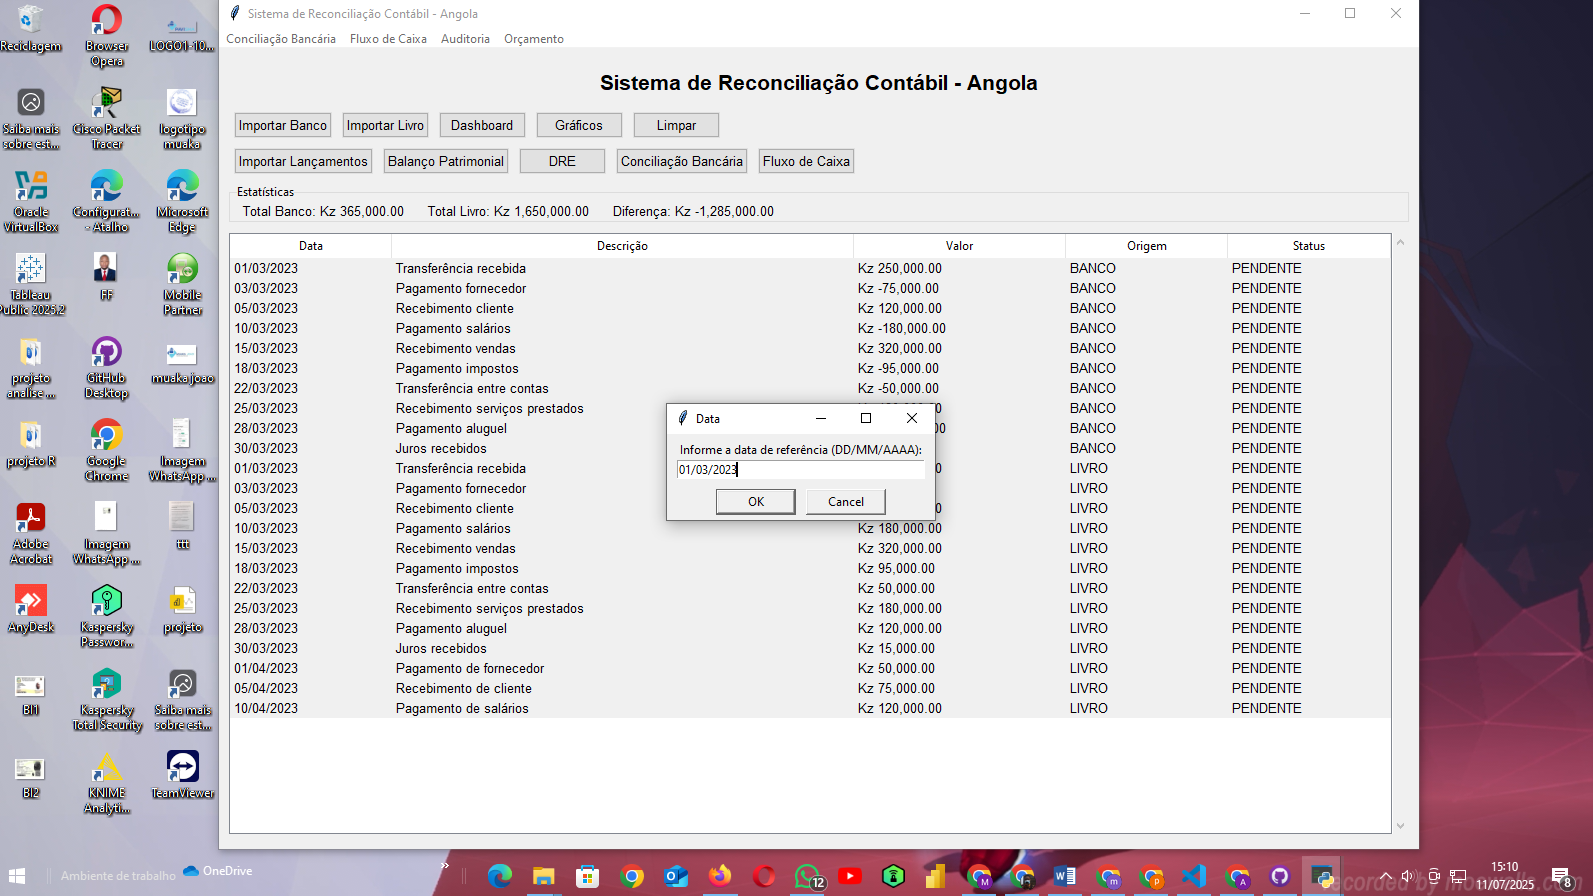 Sistema de Reconciliação Contábil - Angola
Conciliação Bancária Fluxo de Caixa Auditoria Orçamento
Sistema de Reconciliação Contábil - Angola
Importar Banco Importar Livro Dashboard Gráficos Limpar
Importar Lançamentos Balanço Patrimonial DRE Conciliação Bancária Fluxo de Caixa
Estatísticas
Total Banco: Kz 365,000.00 Total Livro: Kz 1,650,000.00 Diferença: Kz -1,285,000.00
Data Descrição Valor Origem Status
01/03/2023 Transferência recebida Kz 250,000.00 BANCO PENDENTE
03/03/2023 Pagamento fornecedor Kz -75,000.00 BANCO PENDENTE
05/03/2023 Recebimento cliente Kz 120,000.00 BANCO PENDENTE
10/03/2023 Pagamento salários Kz -180,000.00 BANCO PENDENTE
15/03/2023 Recebimento vendas Kz 320,000.00 BANCO PENDENTE
18/03/2023 Pagamento impostos Kz -95,000.00 BANCO PENDENTE
22/03/2023 Transferência entre contas Kz -50,000.00 BANCO PENDENTE
25/03/2023 Recebimento serviços prestados BANCO PENDENTE
28/03/2023 Pagamento aluguel BANCO PENDENTE
30/03/2023 Juros recebidos BANCO PENDENTE
01/03/2023 Transferência recebida LIVRO PENDENTE
03/03/2023 Pagamento fornecedor LIVRO PENDENTE
05/03/2023 Recebimento cliente LIVRO PENDENTE
10/03/2023 Pagamento salários Kz 180,000.00 LIVRO PENDENTE
15/03/2023 Recebimento vendas Kz 320,000.00 LIVRO PENDENTE
18/03/2023 Pagamento impostos Kz 95,000.00 LIVRO PENDENTE
22/03/2023 Transferência entre contas Kz 50,000.00 LIVRO PENDENTE
25/03/2023 Recebimento serviços prestados Kz 180,000.00 LIVRO PENDENTE
28/03/2023 Pagamento aluguel Kz 120,000.00 LIVRO PENDENTE
30/03/2023 Juros recebidos Kz 15,000.00 LIVRO PENDENTE
01/04/2023 Pagamento de fornecedor Kz 50,000.00 LIVRO PENDENTE
05/04/2023 Recebimento de cliente Kz 75,000.00 LIVRO PENDENTE
10/04/2023 Pagamento de salários Kz 120,000.00 LIVRO PENDENTE
Data
Informe a data de referência (DD/MM/AAAA):
01/03/2023
OK Cancel
Reciclagem
Browser
Opera
LOGO1-10...
Saiba mais
sobre est...
Cisco Packet
Tracer
logotipo
muaka
Oracle
VirtualBox
Configurat...
- Atalho
Microsoft
Edge
Tableau
Public 2025.2
FF
Mobile
Partner
projeto
analise ...
GitHub
Desktop
muaka joao
projeto R
Google
Chrome
Imagem
WhatsApp ...
Adobe
Acrobat
Imagem
WhatsApp ...
ttt
AnyDesk
Kaspersky
Passwor...
projeto
BI1
Kaspersky
Total Security
Saiba mais
sobre est...
BI2
KNIME
Analyti...
TeamViewer
Ambiente de trabalho OneDrive
12
15:10
11/07/2025
8